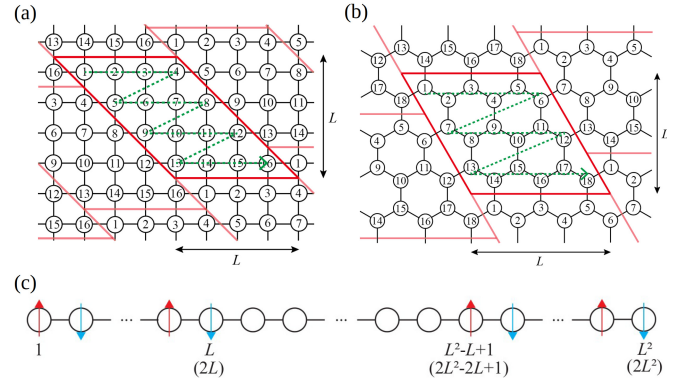 (a)
13 14 15 16 1 2 3 4 5
16 1 2 3 4 5 6 7 8
3 4 5 6 7 8 9 10 11
6 7 8 9 10 11 12 13 14
9 10 11 12 13 14 15 16 1
12 13 14 15 16 1 2 3 4
15 16 1 2 3 4 5 6 7
L
L
(b)
13 14 15 16 17 18 1 2 3 4 5
17 18 1 2 3 4 5 6 7 8 9 10
4 5 6 7 8 9 10 11 12 13 14 15
9 10 11 12 13 14 15 16 17 18 1 2
14 15 16 17 18 1 2 3 4 5 6 7
L
L
(c)
... ... ... ...
1 L L²-L+1 L²
(2L) (2L²-2L+1) (2L²)